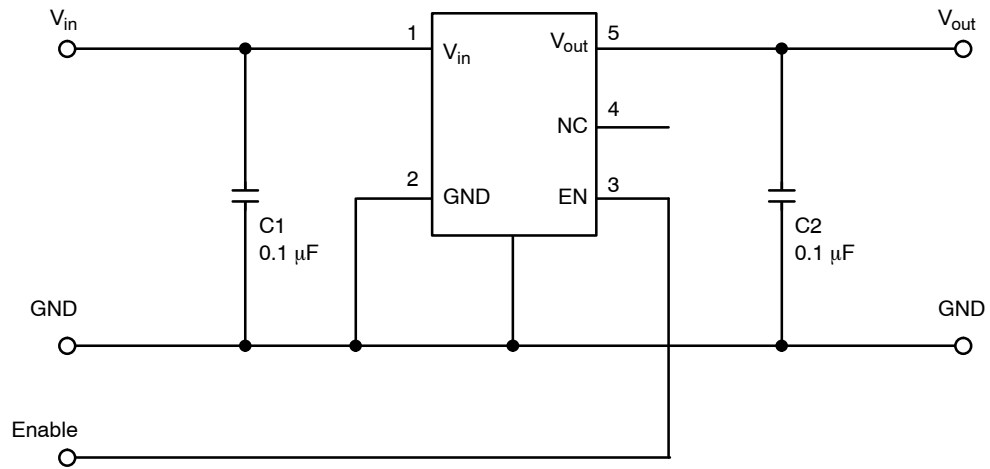 Vin
Vout
1
Vin
Vout
5
NC
4
2
GND
EN
3
C1
0.1 μF
C2
0.1 μF
GND
GND
Enable